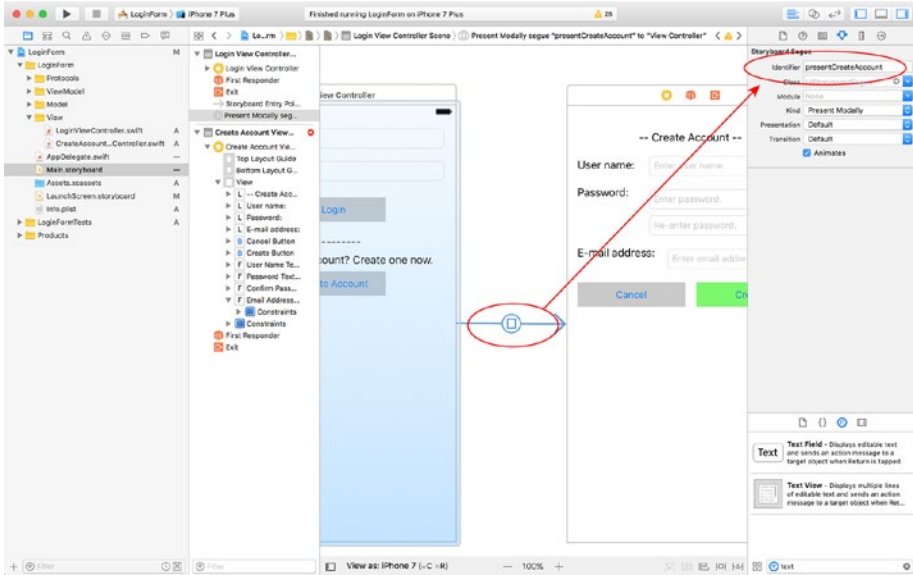 LoginForm
iPhone 7 Plus
Finished running LoginForm on iPhone 7 Plus
26
Lo...rm
Login View Controller Scene
Present Modally segue "presentCreateAccount" to "View Controller"
LoginForm M
LoginForm
Protocols
ViewModel
Model
View
LoginViewController.swift A
CreateAccount...Controller.swift A
AppDelegate.swift
Main.storyboard
Assets.xcassets A
LaunchScreen.storyboard M
Info.plist A
LoginFormTests
Products
Filter
Login View Controller...
Login View Controller
First Responder
Exit
Storyboard Entry Poi...
Present Modally seg...
Create Account View...
Create Account Vie...
Top Layout Guide
Bottom Layout G...
View
L -- Create Acc...
L User name:
L Password:
L E-mail address:
B Cancel Button
B Create Button
F User Name Te...
F Password Text...
F Confirm Pass...
F Email Address...
Constraints
Constraints
First Responder
Exit
Filter
iew Controller
Login
---------
count? Create one now.
te Account
-- Create Account --
User name: Enter user name.
Password: Enter password.
Re-enter password.
E-mail address: Enter email addre
Cancel
Cre
View as: iPhone 7 (wC hR)
100%
Storyboard Segue
Identifier presentCreateAccount
Class UIStoryboardSegue
Module None
Kind Present Modally
Presentation Default
Transition Default
Animates
Text
Text Field - Displays editable text
and sends an action message to a
target object when Return is tapped.
Text View - Displays multiple lines
of editable text and sends an action
message to a target object when Ret...
text